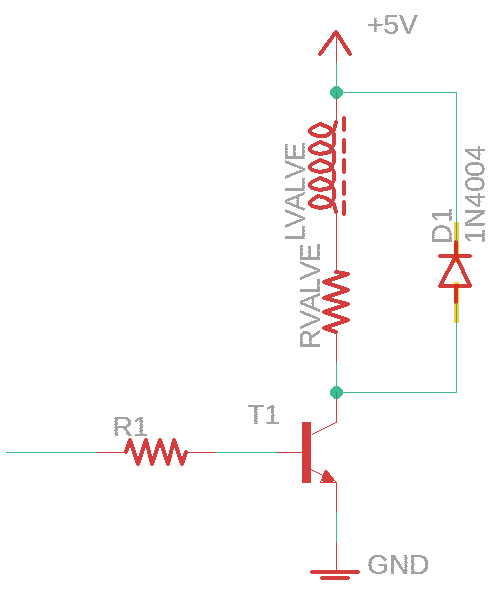 +5V
LVALVE
D1
1N4004
RVALVE
R1
T1
GND